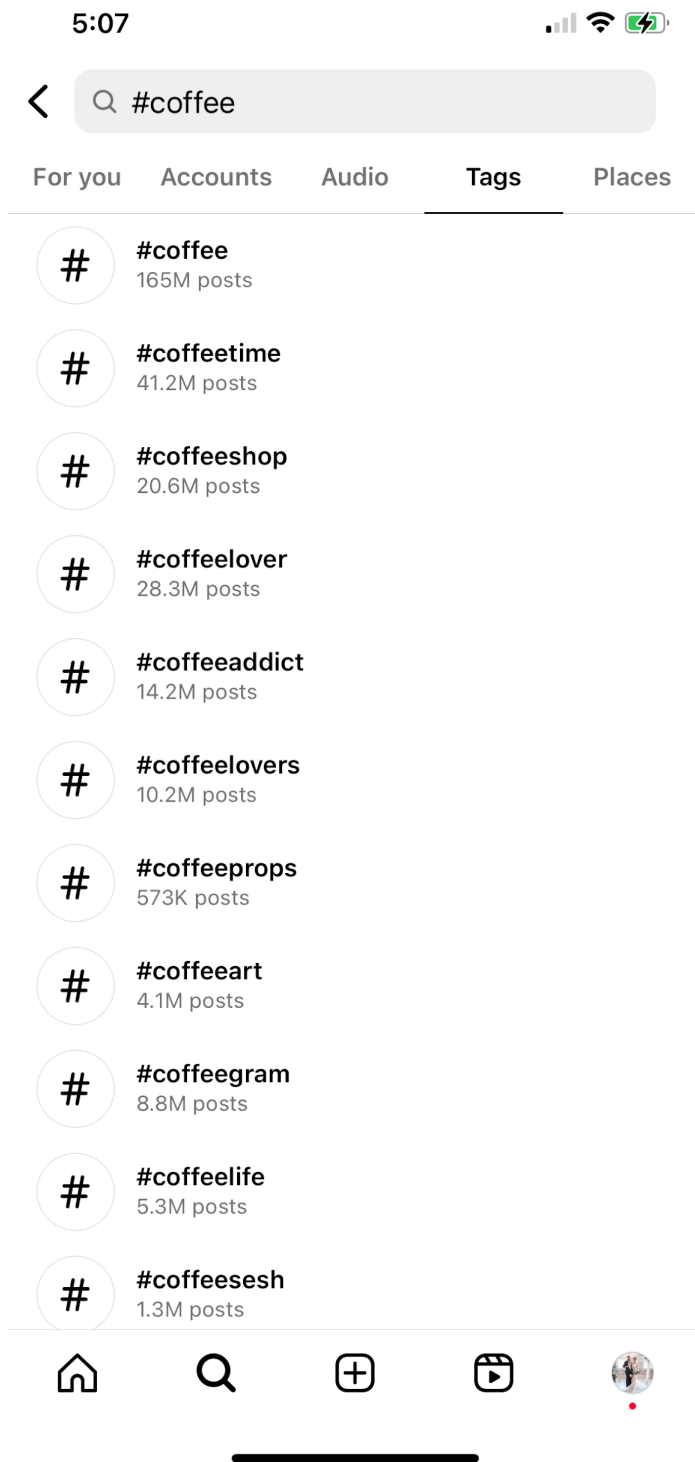 5:07
#coffee
For you Accounts Audio Tags Places
#
#coffee
165M posts
#
#coffeetime
41.2M posts
#
#coffeeshop
20.6M posts
#
#coffeelover
28.3M posts
#
#coffeeaddict
14.2M posts
#
#coffeelovers
10.2M posts
#
#coffeeprops
573K posts
#
#coffeeart
4.1M posts
#
#coffeegram
8.8M posts
#
#coffeelife
5.3M posts
#
#coffeesesh
1.3M posts